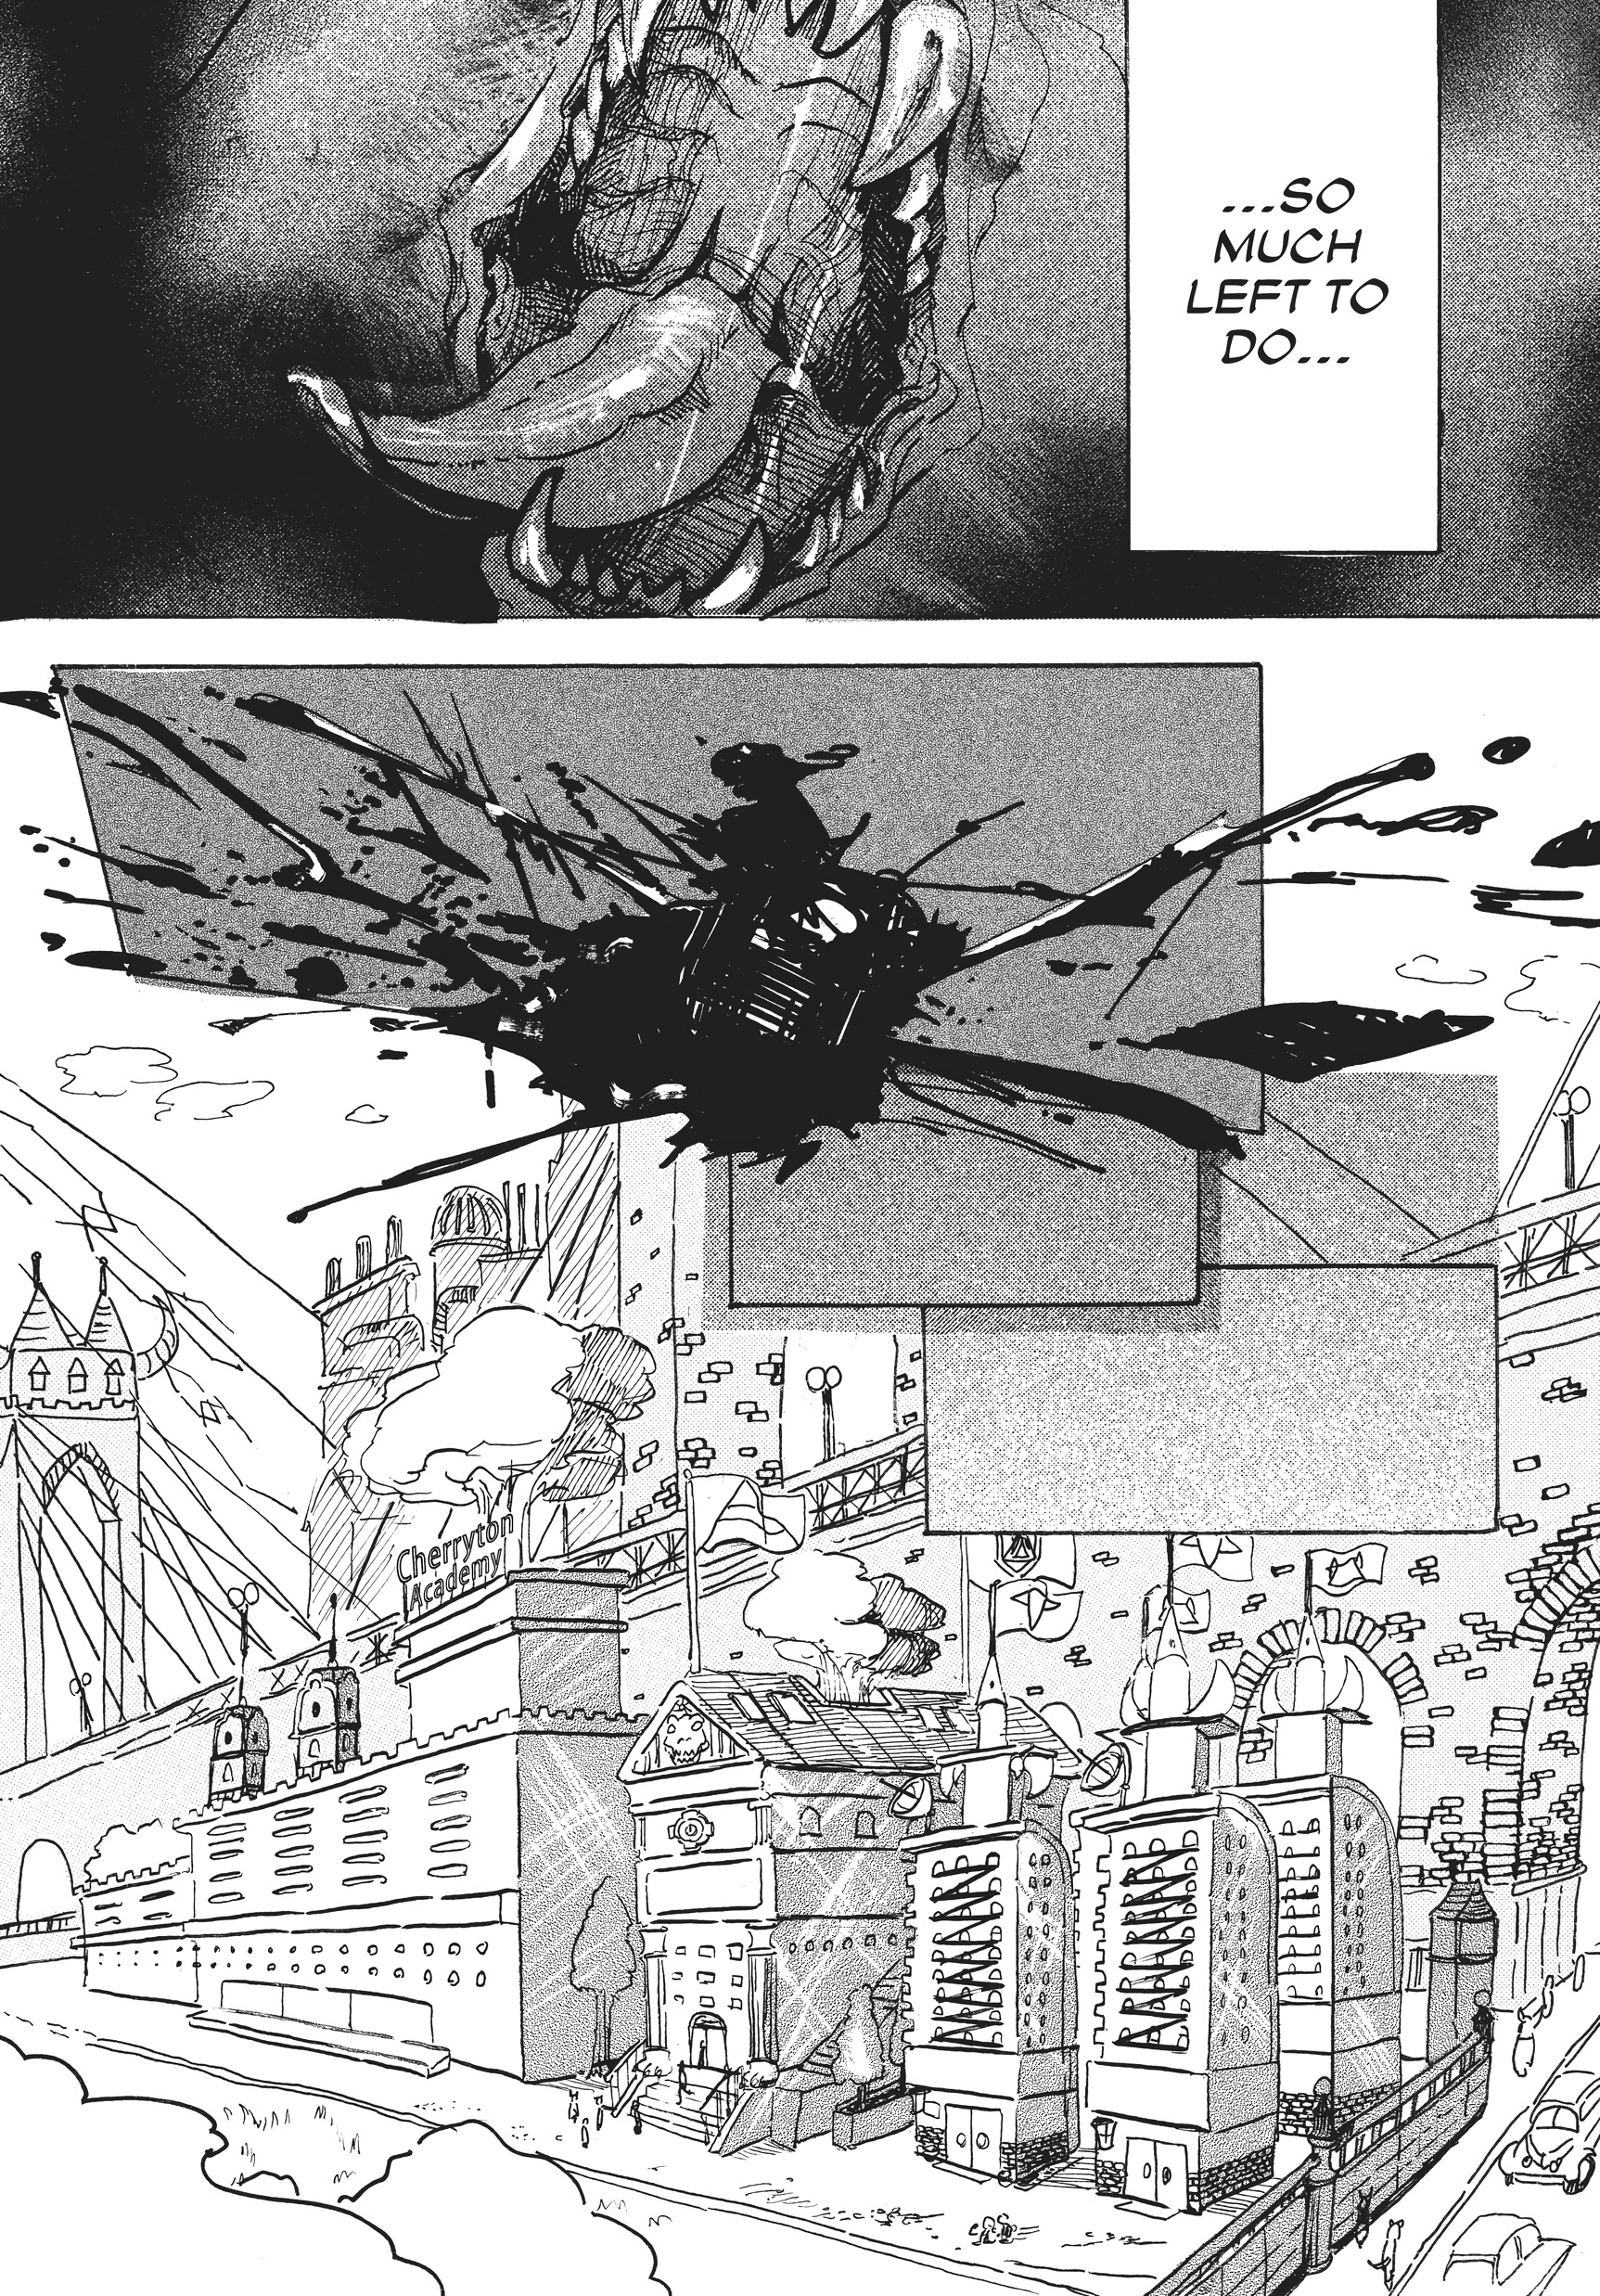 ...SO
MUCH
LEFT TO
DO...
Cherryton
Academy